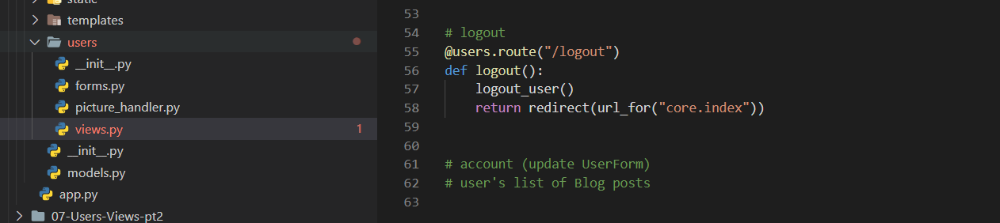 static
templates
users
__init__.py
forms.py
picture_handler.py
views.py 1
__init__.py
models.py
app.py
07-Users-Views-pt2
53
54 # logout
55 @users.route("/logout")
56 def logout():
57 logout_user()
58 return redirect(url_for("core.index"))
59
60
61 # account (update UserForm)
62 # user's list of Blog posts
63